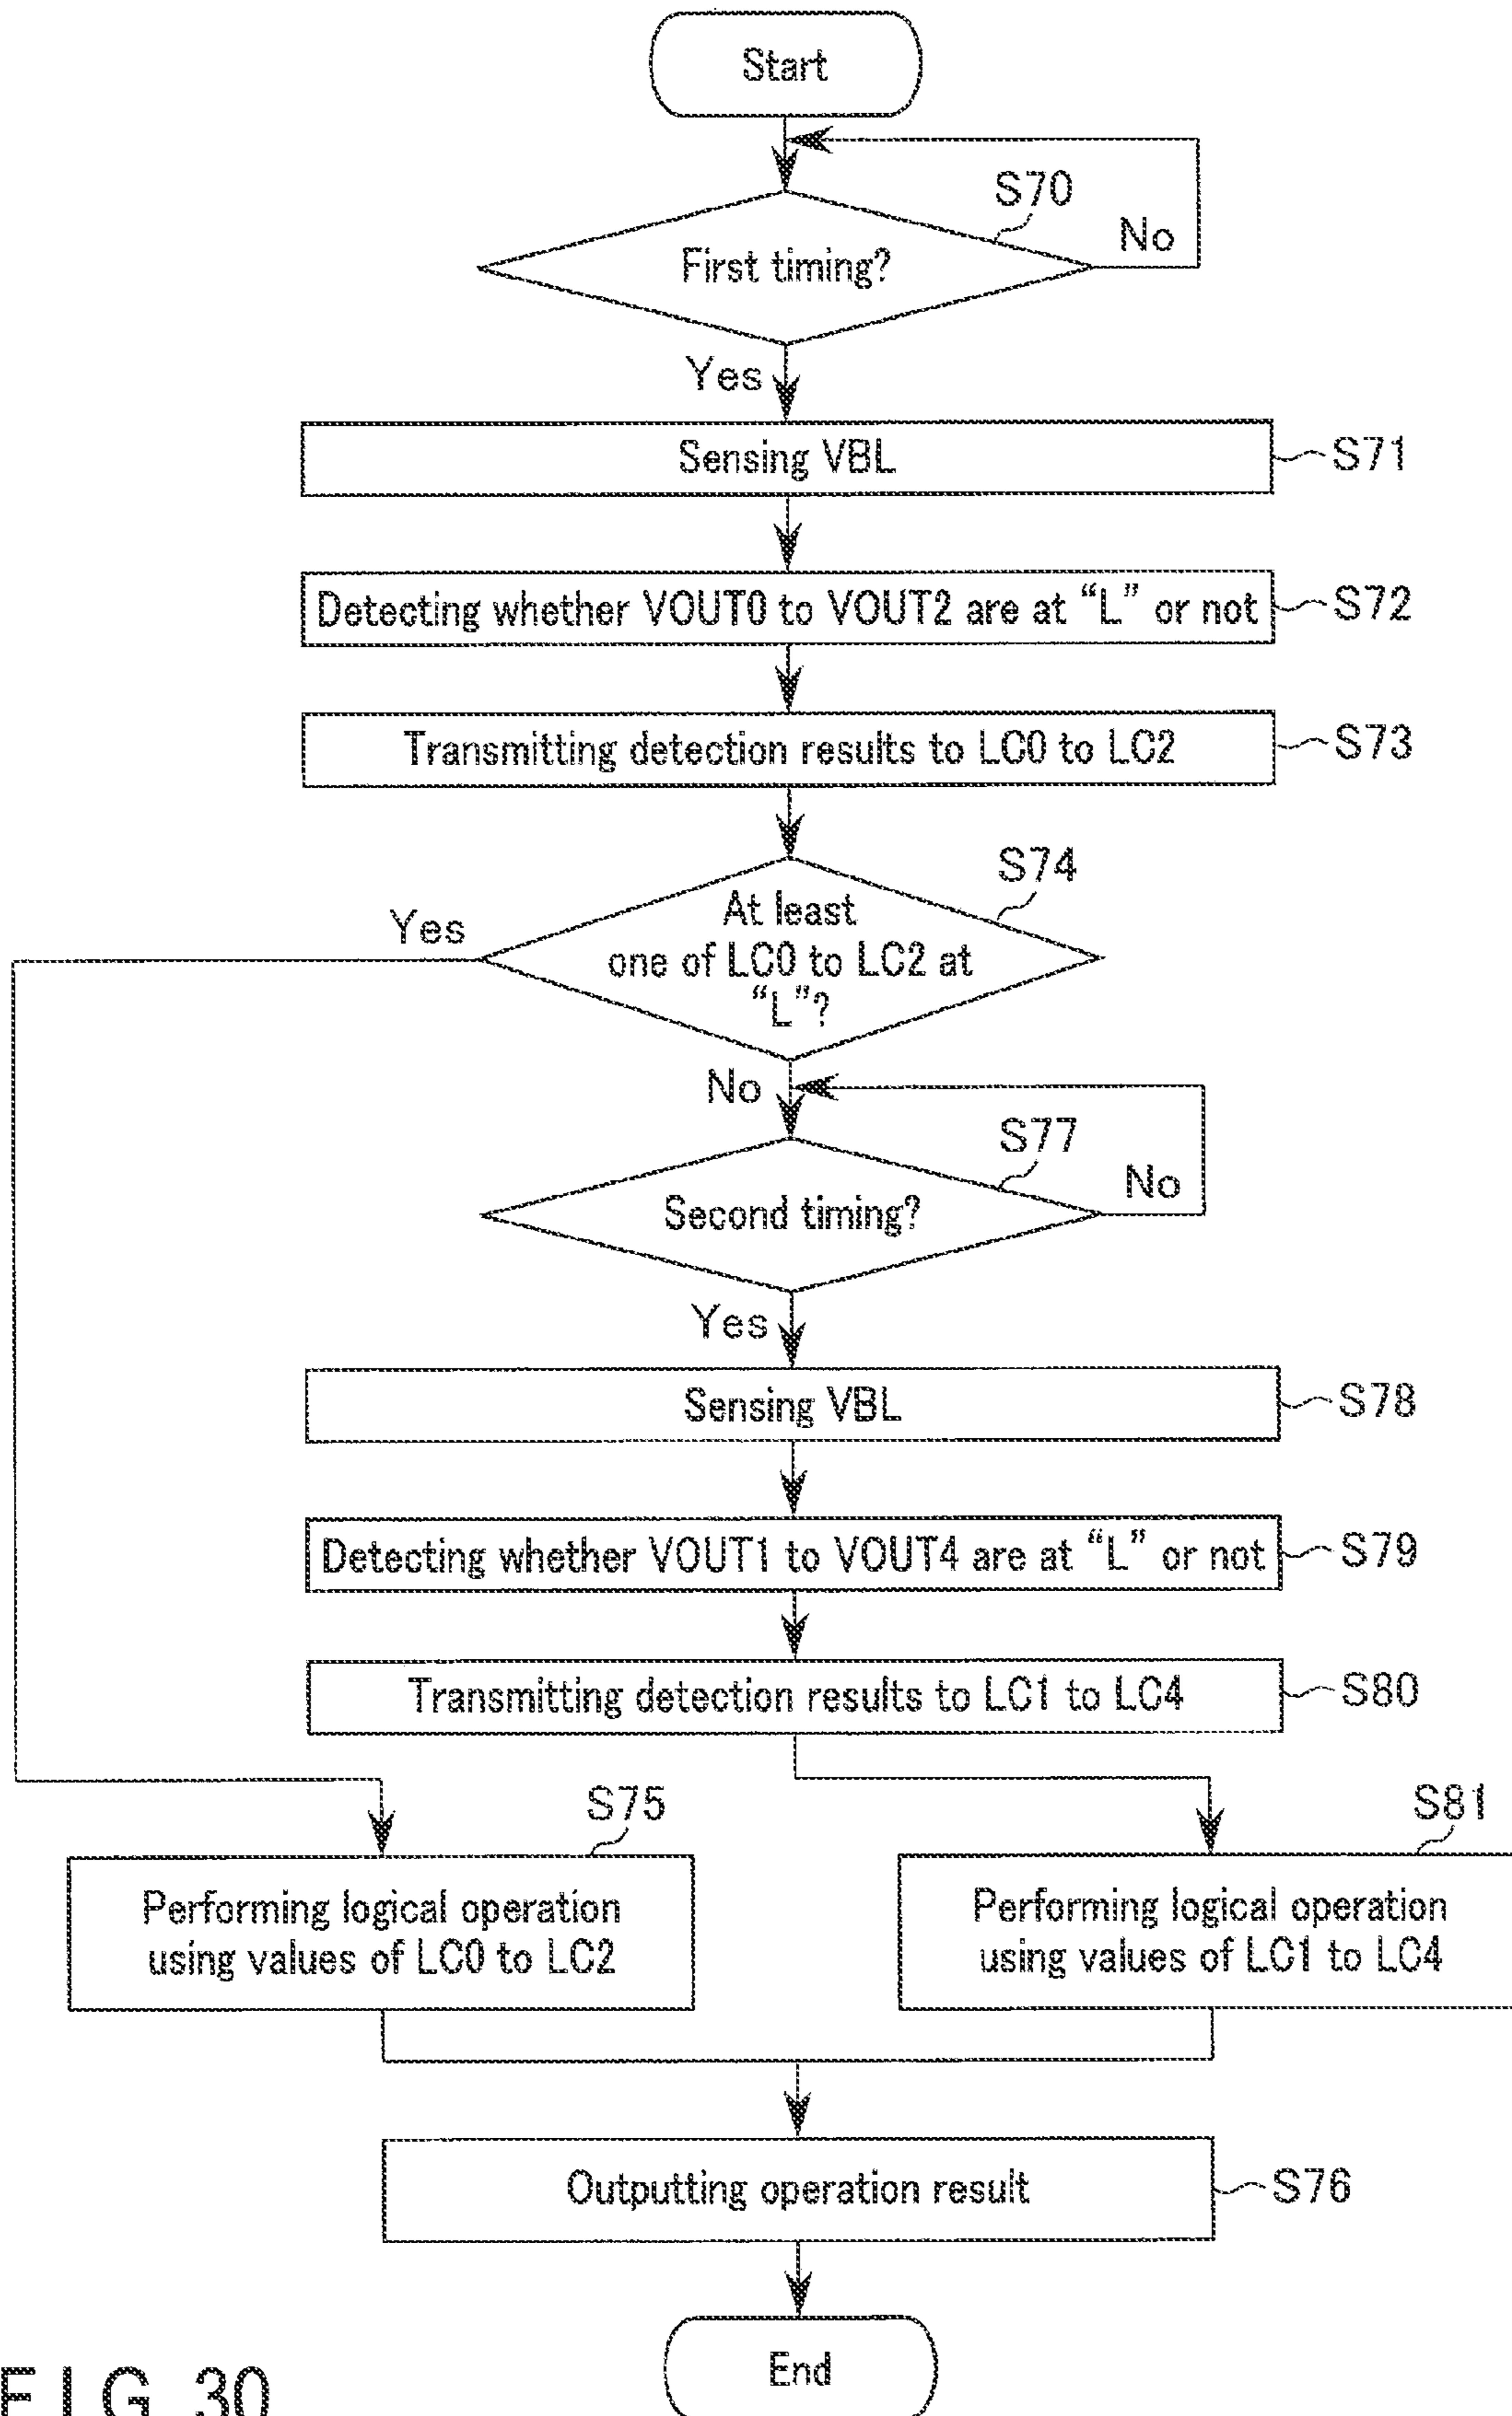 Start
S70
No
First timing?
Yes
Sensing VBL
S71
Detecting whether VOUT0 to VOUT2 are at “L” or not
S72
Transmitting detection results to LC0 to LC2
S73
S74
Yes
At least
one of LC0 to LC2 at
“L”?
No
S77
No
Second timing?
Yes
Sensing VBL
S78
Detecting whether VOUT1 to VOUT4 are at “L” or not
S79
Transmitting detection results to LC1 to LC4
S80
S75
S81
Performing logical operation
using values of LC0 to LC2
Performing logical operation
using values of LC1 to LC4
Outputting operation result
S76
End
FIG. 30